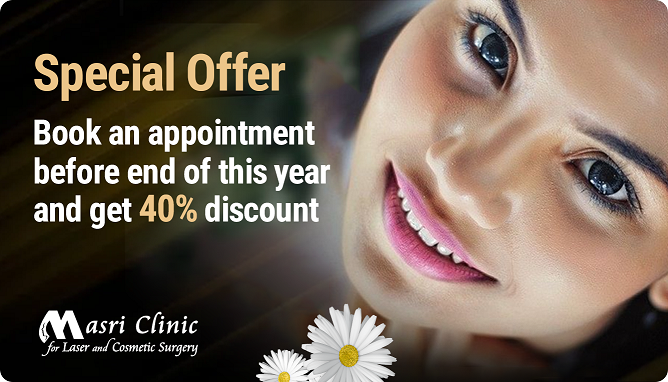 Special Offer
Book an appointment
before end of this year
and get 40% discount
Masri Clinic
for Laser and Cosmetic Surgery